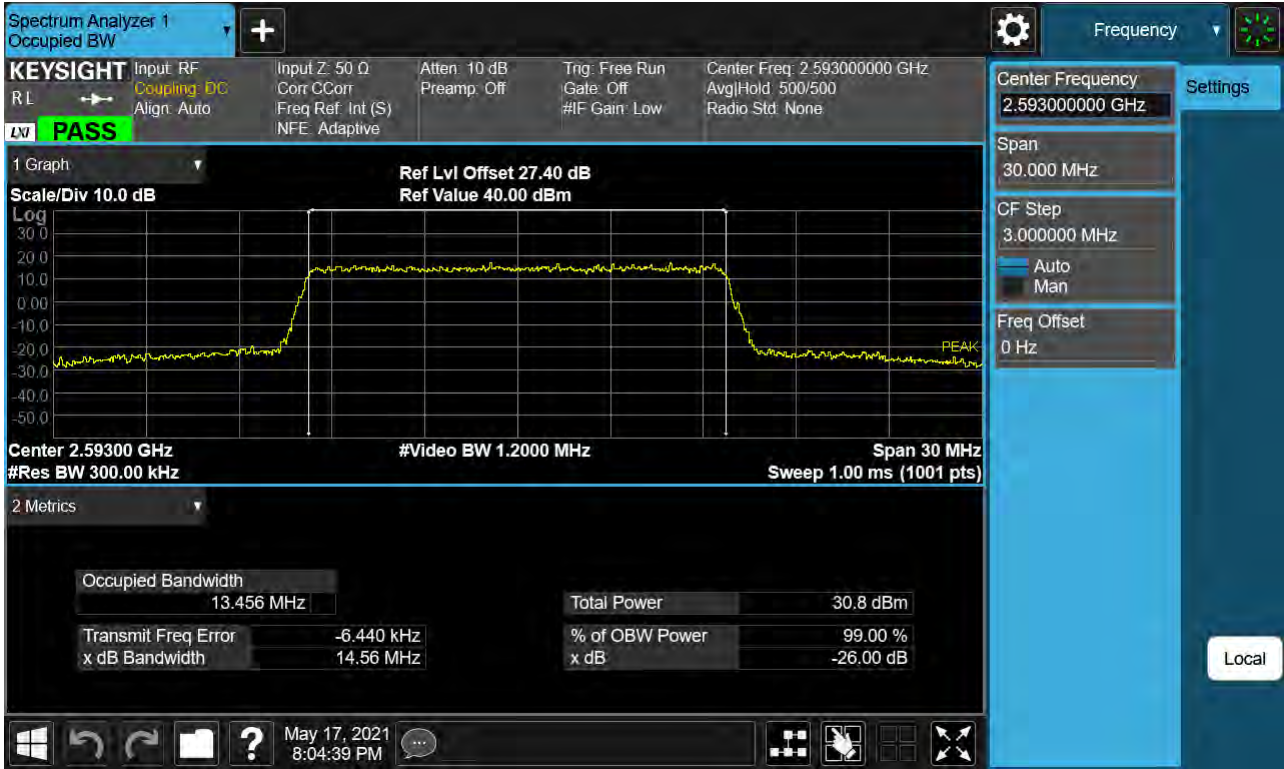 Spectrum Analyzer 1
Occupied BW
Frequency
KEYSIGHT
Input: RF
Coupling: DC
Align: Auto
Input Z: 50 Ω
Corr CCorr
Freq Ref: Int (S)
NFE: Adaptive
Atten: 10 dB
Preamp: Off
Trig: Free Run
Gate: Off
#IF Gain: Low
Center Freq: 2.593000000 GHz
Avg|Hold: 500/500
Radio Std: None
R L
LXI
PASS
1 Graph
Scale/Div 10.0 dB
Ref Lvl Offset 27.40 dB
Ref Value 40.00 dBm
Log
30.0
20.0
10.0
0.00
-10.0
-20.0
-30.0
-40.0
-50.0
PEAK
Center 2.59300 GHz
#Video BW 1.2000 MHz
Span 30 MHz
#Res BW 300.00 kHz
Sweep 1.00 ms (1001 pts)
2 Metrics
Occupied Bandwidth
13.456 MHz
Total Power 30.8 dBm
Transmit Freq Error -6.440 kHz
% of OBW Power 99.00 %
x dB Bandwidth 14.56 MHz
x dB -26.00 dB
May 17, 2021
8:04:39 PM
Center Frequency
2.593000000 GHz
Settings
Span
30.000 MHz
CF Step
3.000000 MHz
Auto
Man
Freq Offset
0 Hz
Local